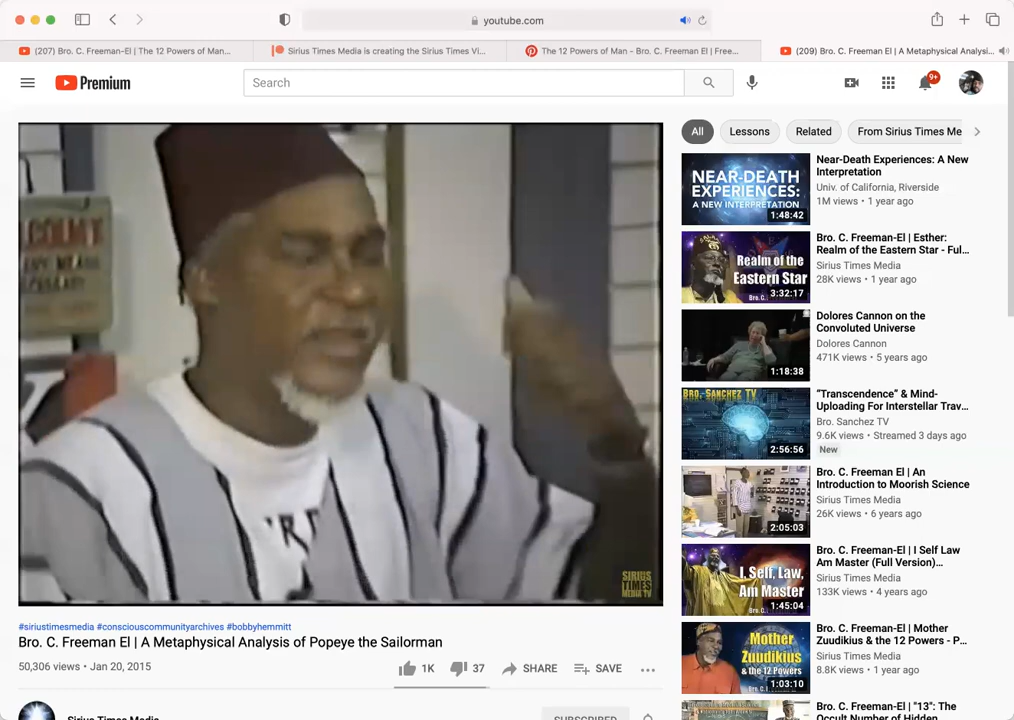 youtube.com
(207) Bro. C. Freeman-El | The 12 Powers of Man...
Sirius Times Media is creating the Sirius Times Vi...
The 12 Powers of Man - Bro. C. Freeman El | Free...
(209) Bro. C. Freeman El | A Metaphysical Analysi...
Premium
Search
9+
All
Lessons
Related
From Sirius Times Me
NEAR-DEATH
EXPERIENCES:
A NEW INTERPRETATION
1:48:42
Near-Death Experiences: A New
Interpretation
Univ. of California, Riverside
1M views • 1 year ago
Realm of the
Eastern Star
Bro. C.
3:32:17
Bro. C. Freeman-El | Esther:
Realm of the Eastern Star - Ful...
Sirius Times Media
28K views • 1 year ago
1:18:38
Dolores Cannon on the
Convoluted Universe
Dolores Cannon
471K views • 5 years ago
BRO. SANCHEZ TV
2:56:56
“Transcendence” & Mind-
Uploading For Interstellar Trav...
Bro. Sanchez TV
9.6K views • Streamed 3 days ago
New
2:05:03
Bro. C. Freeman El | An
Introduction to Moorish Science
Sirius Times Media
26K views • 6 years ago
I, Self, Law,
Am Master
1:45:04
Bro. C. Freeman-El | I Self Law
Am Master (Full Version)...
Sirius Times Media
133K views • 4 years ago
Mother
Zuudikius
& the 12 Powers
1:03:10
Bro. C. Freeman-El | Mother
Zuudikius & the 12 Powers - P...
Sirius Times Media
8.8K views • 1 year ago
Bro. C. Freeman-El | "13": The
Occult Number of Hidden
SIRIUS
TIMES
MEDIA TV
#siriustimesmedia #consciouscommunityarchives #bobbyhemmitt
Bro. C. Freeman El | A Metaphysical Analysis of Popeye the Sailorman
50,306 views • Jan 20, 2015
1K
37
SHARE
SAVE
Sirius Times Media
SUBSCRIBED